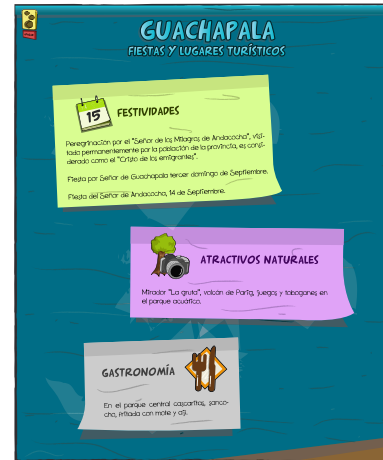 GUACHAPALA
FIESTAS Y LUGARES TURÍSTICOS
15
FESTIVIDADES
Peregrinación por el "Señor de los Milagros de Andacocha", visi-
tada permanentemente por la población de la provincia, es consi-
derado como el "Cristo de los emigrantes".
Fiesta por Señor de Guachapala tercer domingo de Septiembre.
Fiesta del Señor de Andacocha, 14 de Septiembre.
ATRACTIVOS NATURALES
Mirador "La gruta", volcán de Parig, juegos y toboganes en
el parque acuático.
GASTRONOMÍA
En el parque central cascaritas, sanco-
cho, fritada con mote y ají.